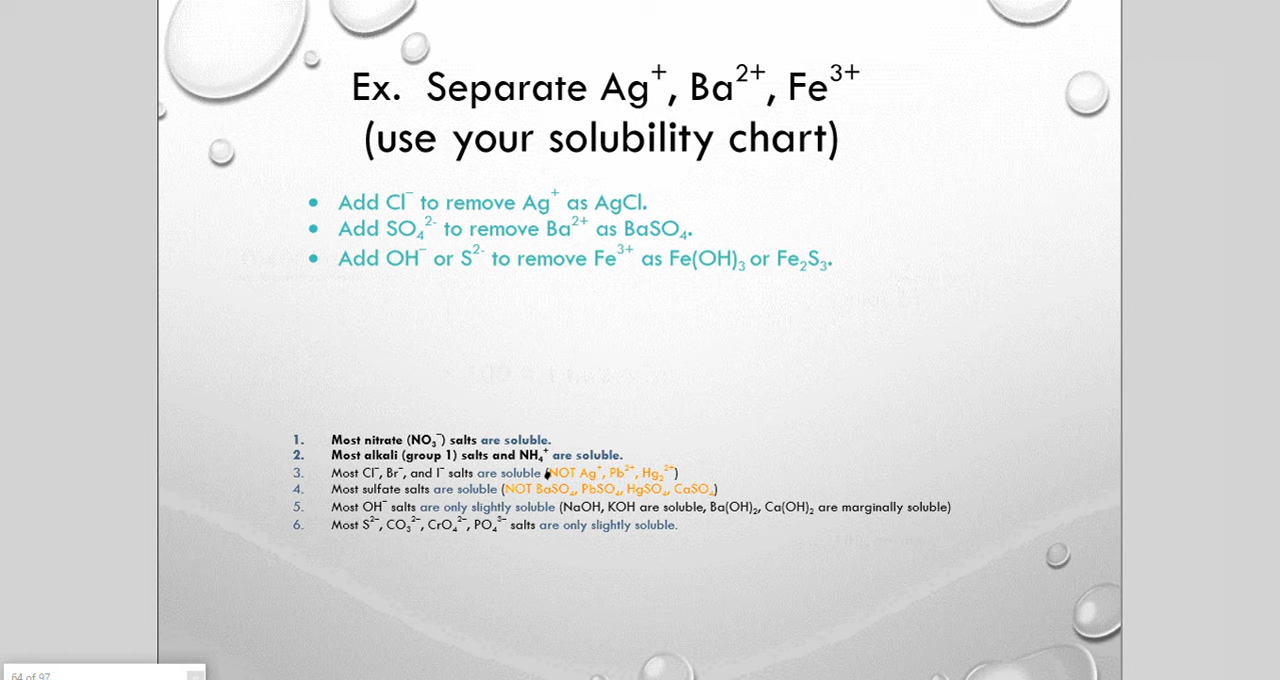 Ex. Separate Ag⁺, Ba²⁺, Fe³⁺
(use your solubility chart)
• Add Cl⁻ to remove Ag⁺ as AgCl.
• Add SO₄²⁻ to remove Ba²⁺ as BaSO₄.
• Add OH⁻ or S²⁻ to remove Fe³⁺ as Fe(OH)₃ or Fe₂S₃.
1. Most nitrate (NO₃⁻) salts are soluble.
2. Most alkali (group 1) salts and NH₄⁺ are soluble.
3. Most Cl⁻, Br⁻, and I⁻ salts are soluble (NOT Ag⁺, Pb²⁺, Hg₂²⁺)
4. Most sulfate salts are soluble (NOT BaSO₄, PbSO₄, HgSO₄, CaSO₄)
5. Most OH⁻ salts are only slightly soluble (NaOH, KOH are soluble, Ba(OH)₂, Ca(OH)₂ are marginally soluble)
6. Most S²⁻, CO₃²⁻, CrO₄²⁻, PO₄³⁻ salts are only slightly soluble.
64 of 97